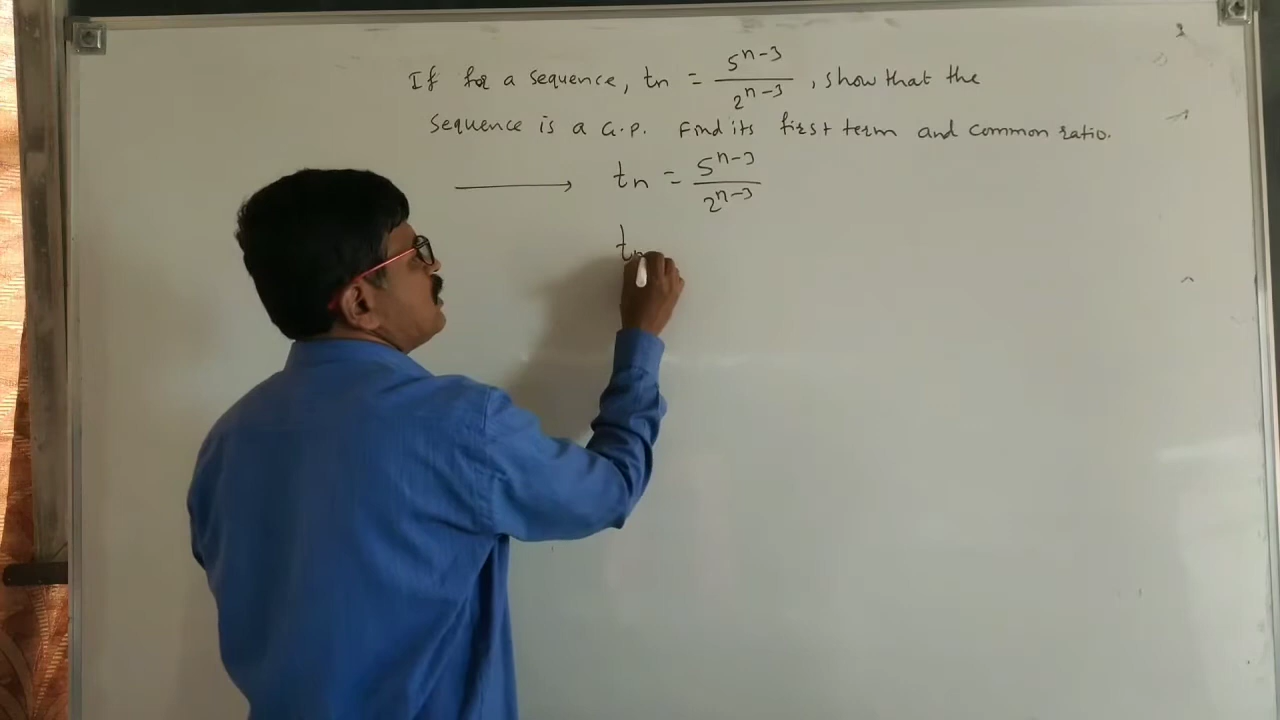 If for a sequence, tn = 5^(n-3)/2^(n-3), show that the
sequence is a G.P. Find its first term and common ratio.
→ tn = 5^(n-3)/2^(n-3)
tn